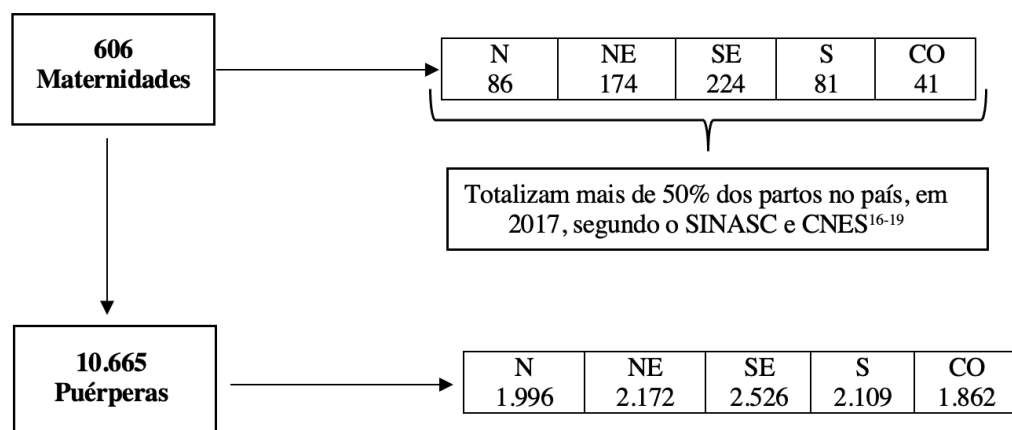 606
Maternidades
N NE SE S CO
86 174 224 81 41
Totalizam mais de 50% dos partos no país, em
2017, segundo o SINASC e CNES16-19
10.665
Puérperas
N NE SE S CO
1.996 2.172 2.526 2.109 1.862